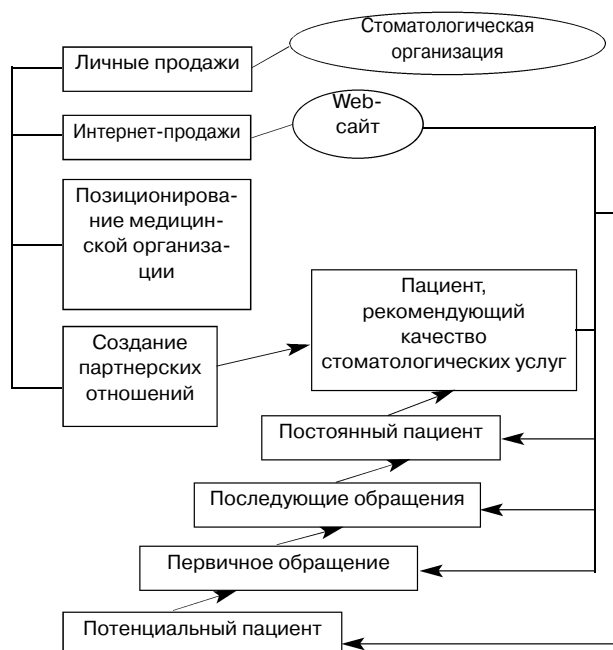 Стоматологическая
организация
Личные продажи
Web-
сайт
Интернет-продажи
Позиционирова-
ние медицин-
ской организа-
ции
Пациент,
рекомендующий
качество
стоматологических услуг
Создание
партнерских
отношений
Постоянный пациент
Последующие обращения
Первичное обращение
Потенциальный пациент